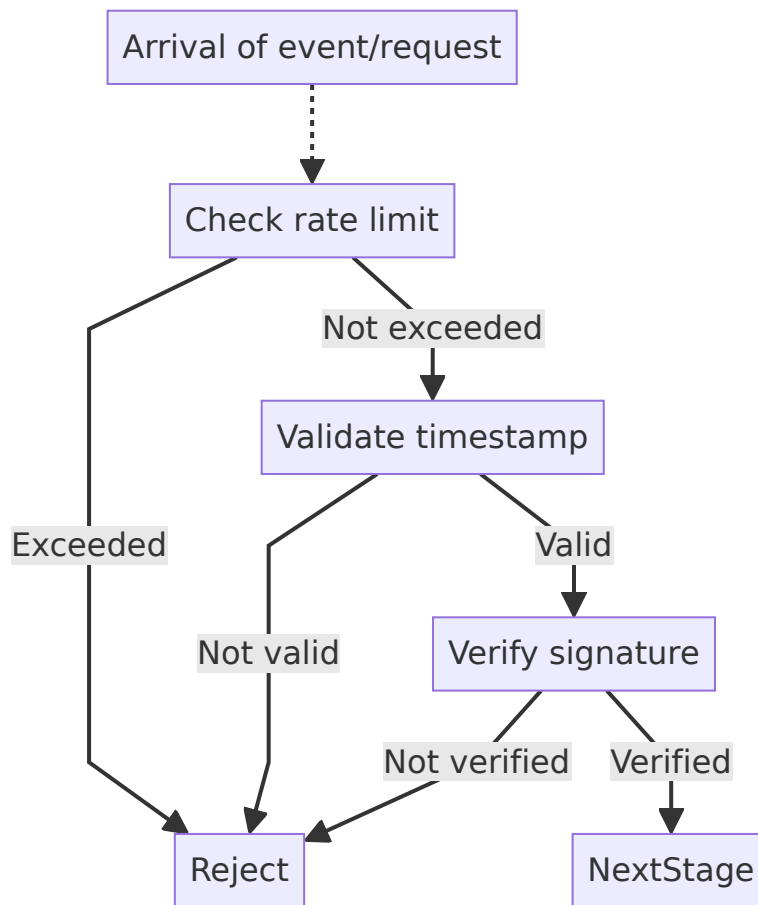 Arrival of event/request
Check rate limit
Not exceeded
Validate timestamp
Exceeded
Valid
Not valid
Verify signature
Not verified
Verified
Reject
NextStage